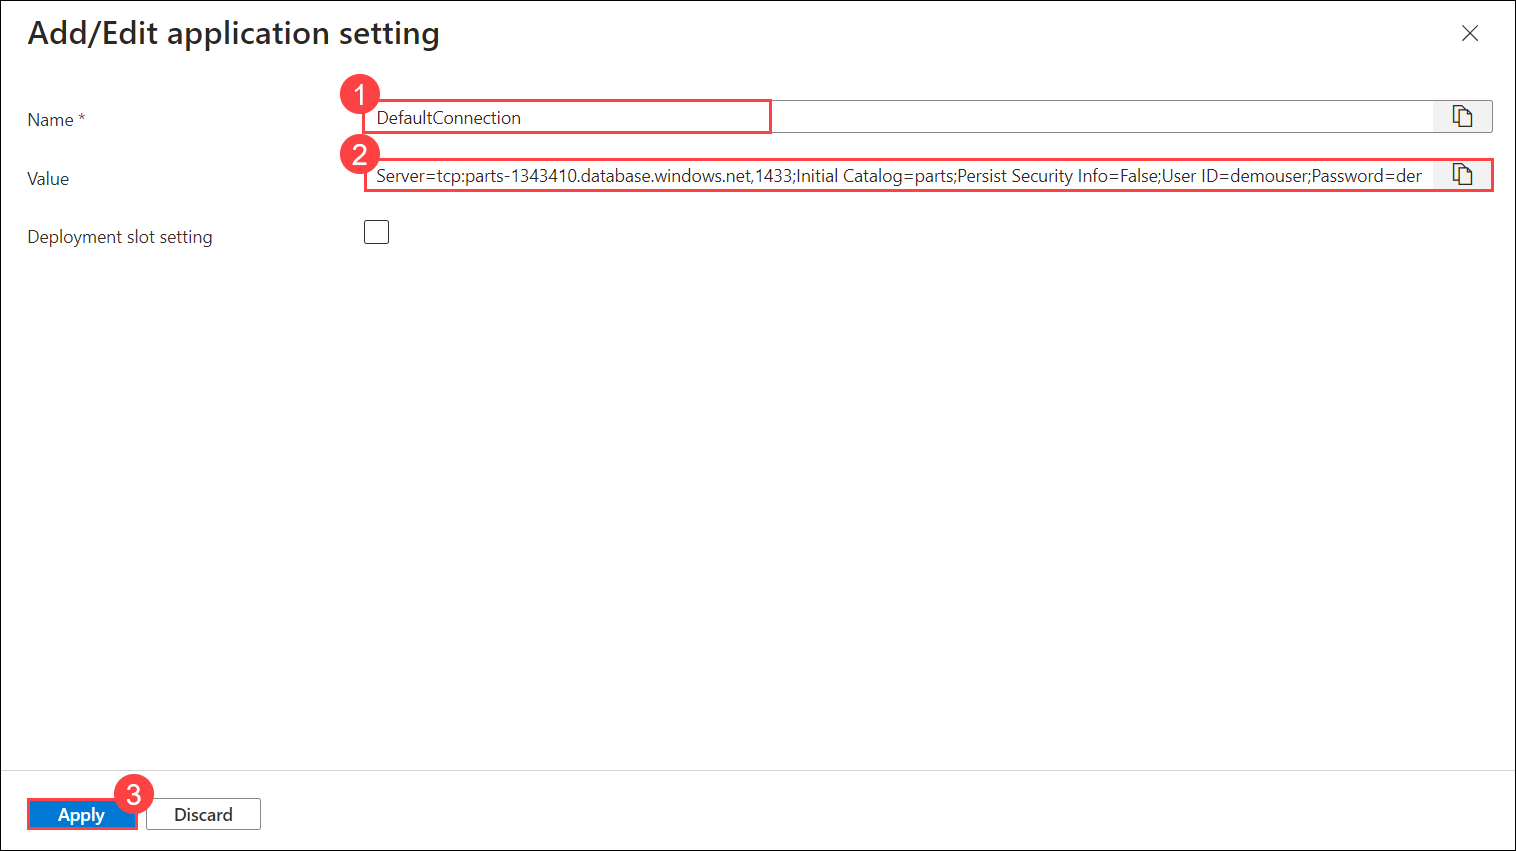 Add/Edit application setting
1
Name * DefaultConnection
2
Value Server=tcp:parts-1343410.database.windows.net,1433;Initial Catalog=parts;Persist Security Info=False;User ID=demouser;Password=der
Deployment slot setting
3
Apply Discard